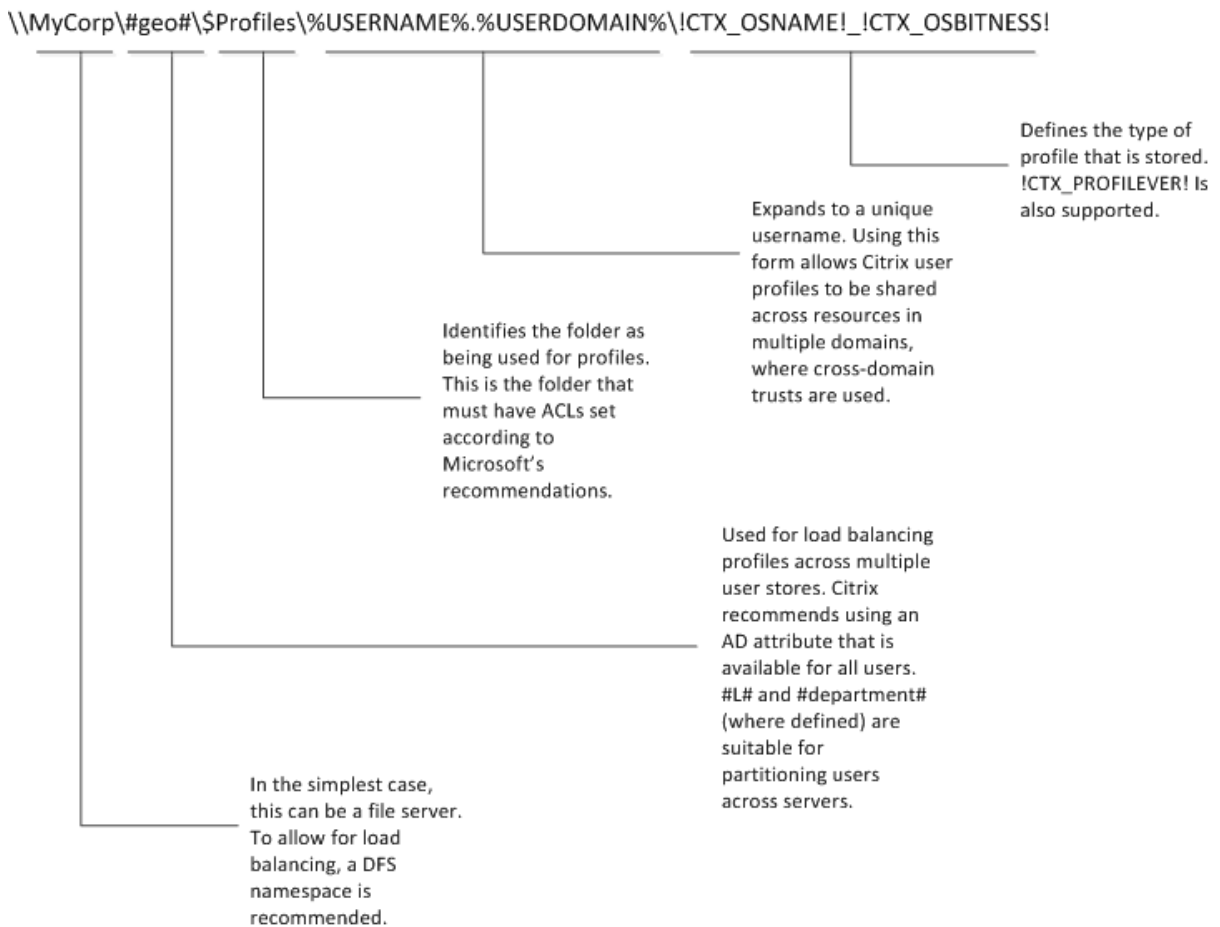 \\MyCorp\#geo#\$Profiles\%USERNAME%.%USERDOMAIN%\!CTX_OSNAME!_!CTX_OSBITNESS!
Defines the type of
profile that is stored.
!CTX_PROFILEVER! Is
also supported.
Expands to a unique
username. Using this
form allows Citrix user
profiles to be shared
across resources in
multiple domains,
where cross-domain
trusts are used.
Identifies the folder as
being used for profiles.
This is the folder that
must have ACLs set
according to
Microsoft’s
recommendations.
Used for load balancing
profiles across multiple
user stores. Citrix
recommends using an
AD attribute that is
available for all users.
#L# and #department#
(where defined) are
suitable for
partitioning users
across servers.
In the simplest case,
this can be a file server.
To allow for load
balancing, a DFS
namespace is
recommended.